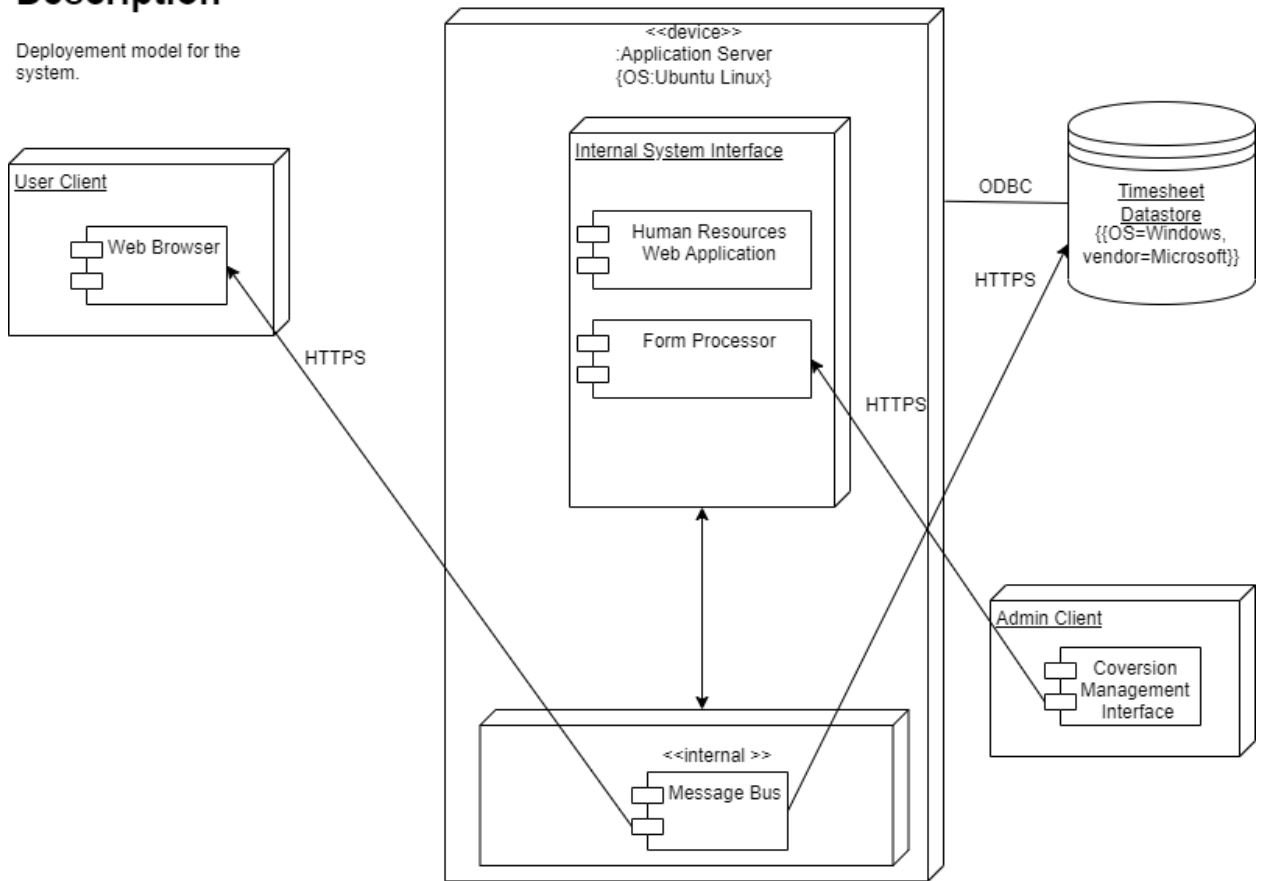 Description
Deployement model for the
system.
<<device>>
:Application Server
{OS:Ubuntu Linux}
Internal System Interface
Human Resources
Web Application
Form Processor
User Client
Web Browser
HTTPS
ODBC
Timesheet
Datastore
{{OS=Windows,
vendor=Microsoft}}
HTTPS
HTTPS
Admin Client
Coversion
Management
Interface
<<internal >>
Message Bus